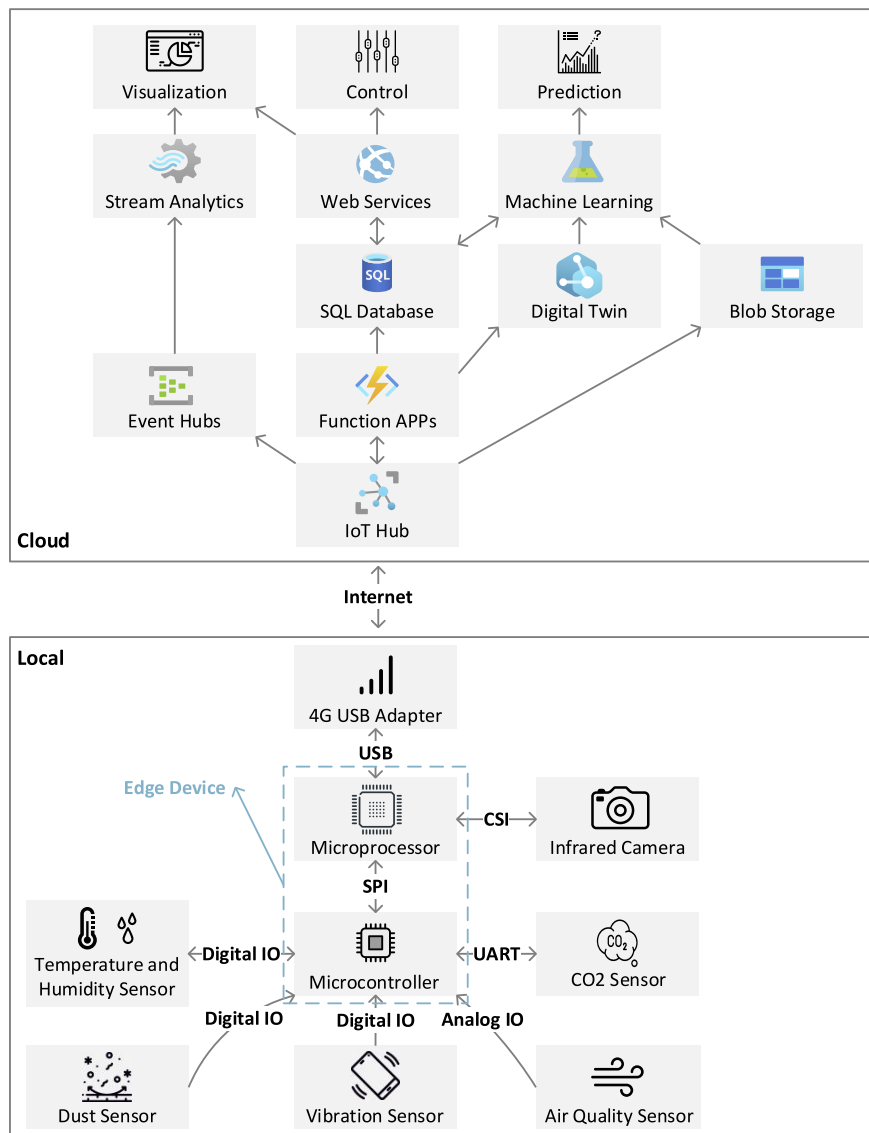 Visualization
Control
Prediction
Stream Analytics
Web Services
Machine Learning
SQL
SQL Database
Digital Twin
Blob Storage
Event Hubs
Function APPs
IoT Hub
Cloud
Internet
Local
4G USB Adapter
USB
Edge Device
Microprocessor
CSI
Infrared Camera
SPI
Temperature and
Humidity Sensor
Digital IO
Microcontroller
UART
CO2
CO2 Sensor
Digital IO
Digital IO
Analog IO
Dust Sensor
Vibration Sensor
Air Quality Sensor